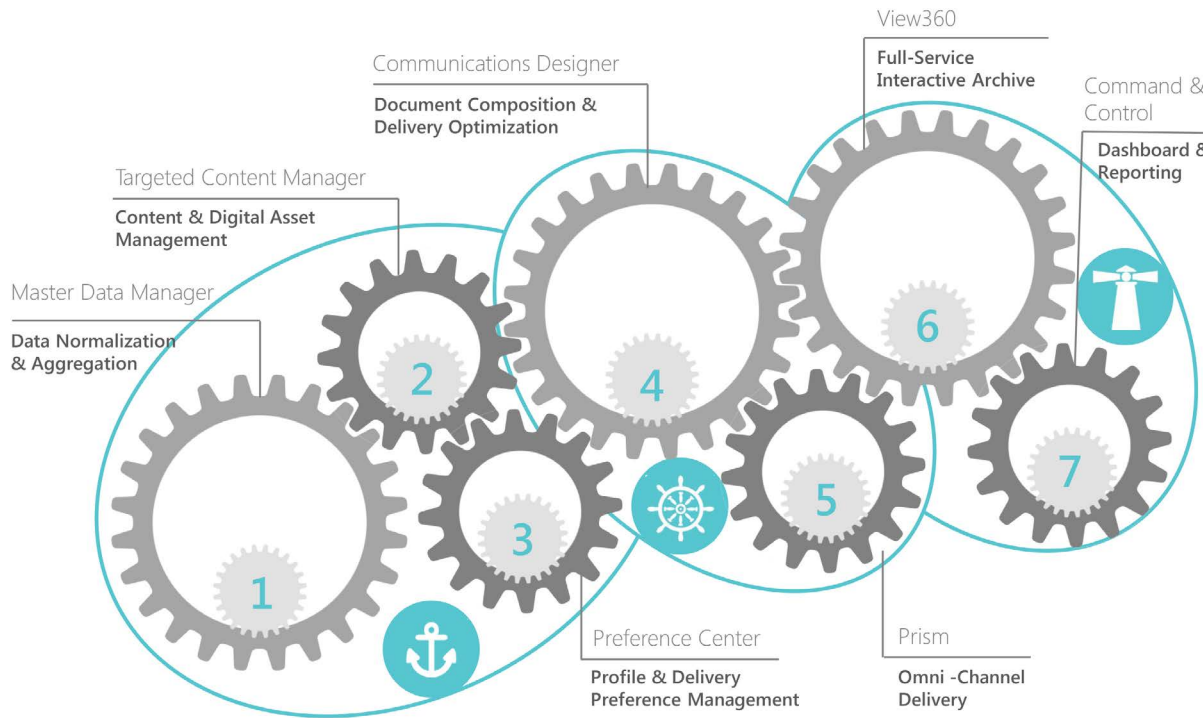 View360
Full-Service
Interactive Archive
Communications Designer
Document Composition &
Delivery Optimization
Command &
Control
Dashboard &
Reporting
Targeted Content Manager
Content & Digital Asset
Management
Master Data Manager
Data Normalization
& Aggregation
1
2
3
4
5
6
7
Preference Center
Profile & Delivery
Preference Management
Prism
Omni -Channel
Delivery